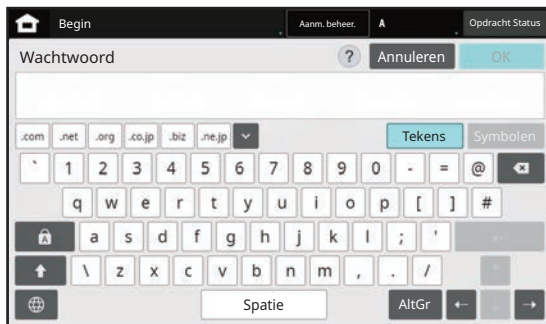 Begin Aanm. beheer. A Opdracht Status
Wachtwoord ? Annuleren OK
.com .net .org .co.jp .biz .ne.jp Tekens Symbolen
` 1 2 3 4 5 6 7 8 9 0 - = @
q w e r t y u i o p [ ] #
A a s d f g h j k l ; '
\ z x c v b n m , . /
Spatie AltGr